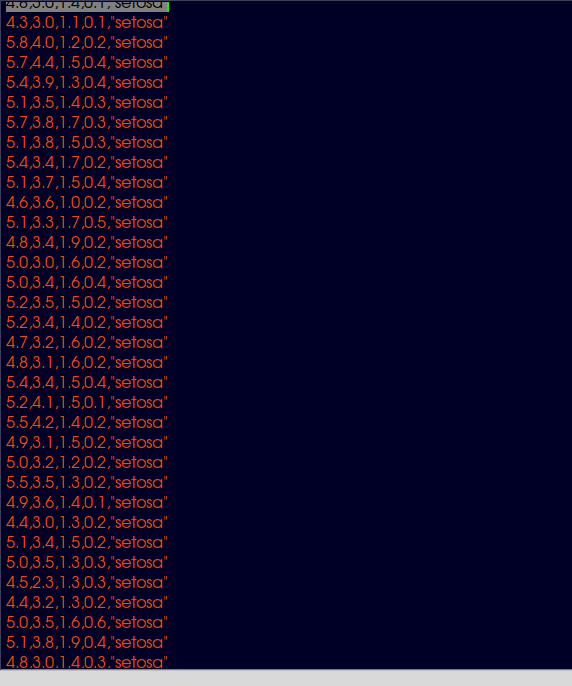 4.8,3.0,1.4,0.1,"setosa"
4.3,3.0,1.1,0.1,"setosa"
5.8,4.0,1.2,0.2,"setosa"
5.7,4.4,1.5,0.4,"setosa"
5.4,3.9,1.3,0.4,"setosa"
5.1,3.5,1.4,0.3,"setosa"
5.7,3.8,1.7,0.3,"setosa"
5.1,3.8,1.5,0.3,"setosa"
5.4,3.4,1.7,0.2,"setosa"
5.1,3.7,1.5,0.4,"setosa"
4.6,3.6,1.0,0.2,"setosa"
5.1,3.3,1.7,0.5,"setosa"
4.8,3.4,1.9,0.2,"setosa"
5.0,3.0,1.6,0.2,"setosa"
5.0,3.4,1.6,0.4,"setosa"
5.2,3.5,1.5,0.2,"setosa"
5.2,3.4,1.4,0.2,"setosa"
4.7,3.2,1.6,0.2,"setosa"
4.8,3.1,1.6,0.2,"setosa"
5.4,3.4,1.5,0.4,"setosa"
5.2,4.1,1.5,0.1,"setosa"
5.5,4.2,1.4,0.2,"setosa"
4.9,3.1,1.5,0.2,"setosa"
5.0,3.2,1.2,0.2,"setosa"
5.5,3.5,1.3,0.2,"setosa"
4.9,3.6,1.4,0.1,"setosa"
4.4,3.0,1.3,0.2,"setosa"
5.1,3.4,1.5,0.2,"setosa"
5.0,3.5,1.3,0.3,"setosa"
4.5,2.3,1.3,0.3,"setosa"
4.4,3.2,1.3,0.2,"setosa"
5.0,3.5,1.6,0.6,"setosa"
5.1,3.8,1.9,0.4,"setosa"
4.8,3.0,1.4,0.3,"setosa"